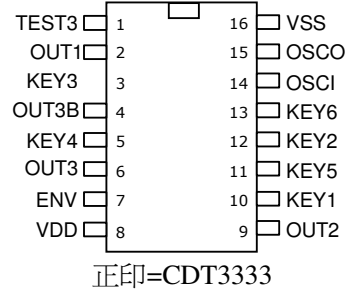 TEST3 1 16 VSS
OUT1 2 15 OSCO
KEY3 3 14 OSCI
OUT3B 4 13 KEY6
KEY4 5 12 KEY2
OUT3 6 11 KEY5
ENV 7 10 KEY1
VDD 8 9 OUT2
正印=CDT3333